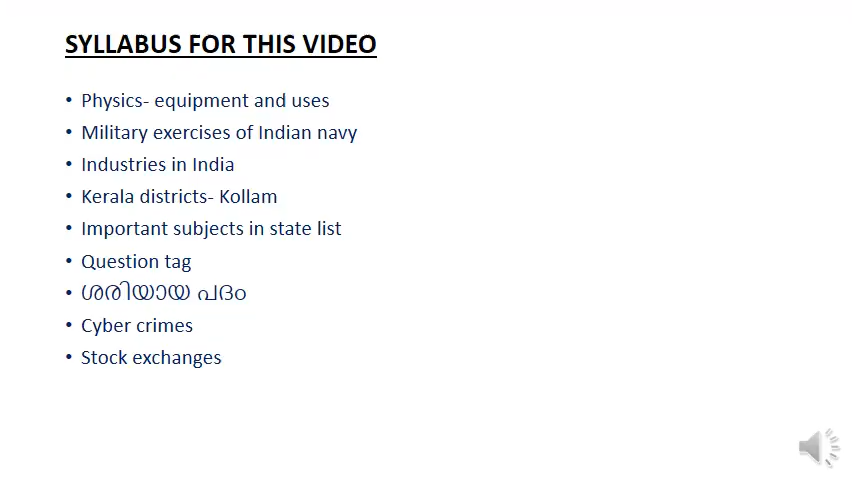 SYLLABUS FOR THIS VIDEO
• Physics- equipment and uses
• Military exercises of Indian navy
• Industries in India
• Kerala districts- Kollam
• Important subjects in state list
• Question tag
• ശരിയായ പദം
• Cyber crimes
• Stock exchanges